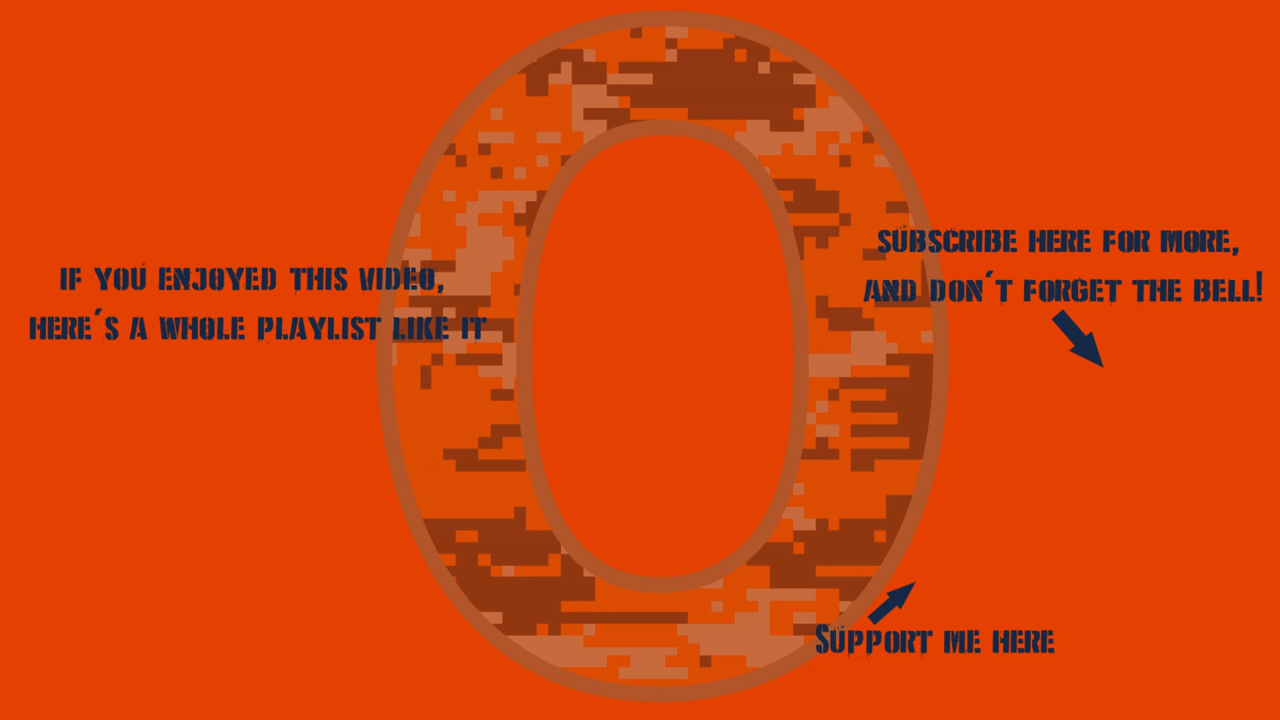 IF YOU ENJOYED THIS VIDEO,
HERE´S A WHOLE PLAYLIST LIKE IT
SUBSCRIBE HERE FOR MORE,
AND DON´T FORGET THE BELL!
SUPPORT ME HERE